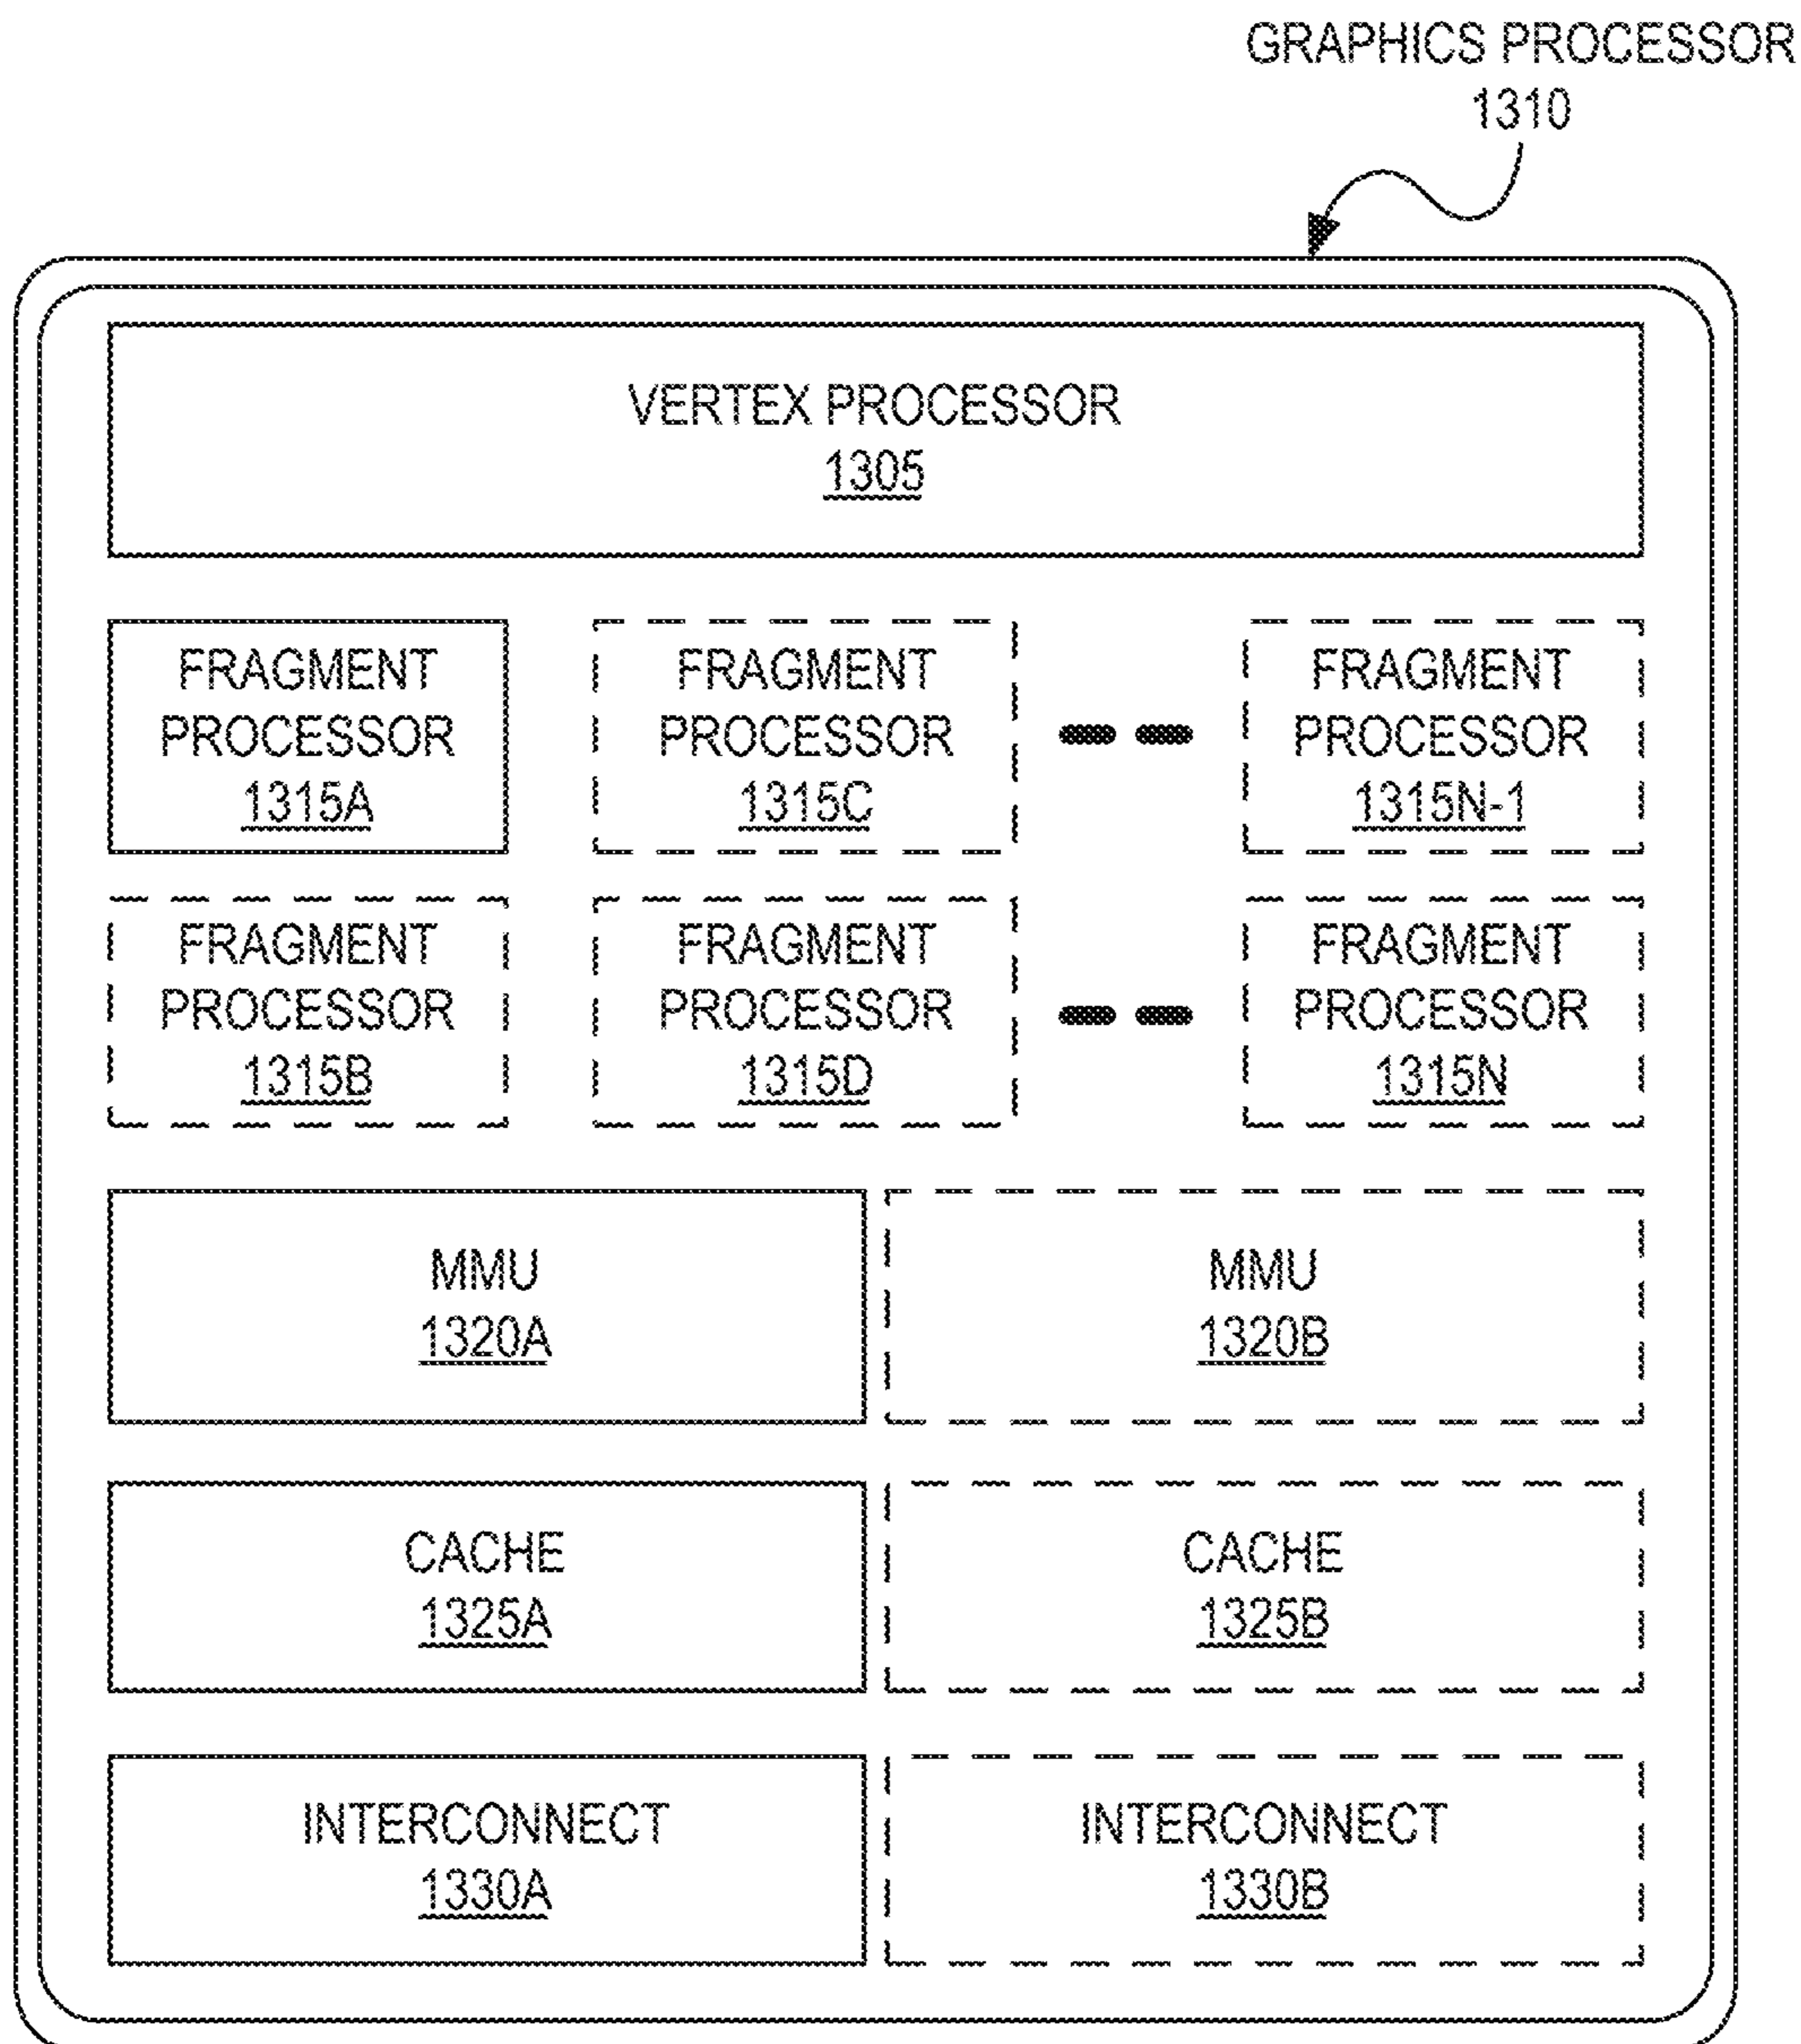 GRAPHICS PROCESSOR
1310
VERTEX PROCESSOR
1305
FRAGMENT
PROCESSOR
1315A
FRAGMENT
PROCESSOR
1315C
FRAGMENT
PROCESSOR
1315N-1
FRAGMENT
PROCESSOR
1315B
FRAGMENT
PROCESSOR
1315D
FRAGMENT
PROCESSOR
1315N
MMU
1320A
MMU
1320B
CACHE
1325A
CACHE
1325B
INTERCONNECT
1330A
INTERCONNECT
1330B